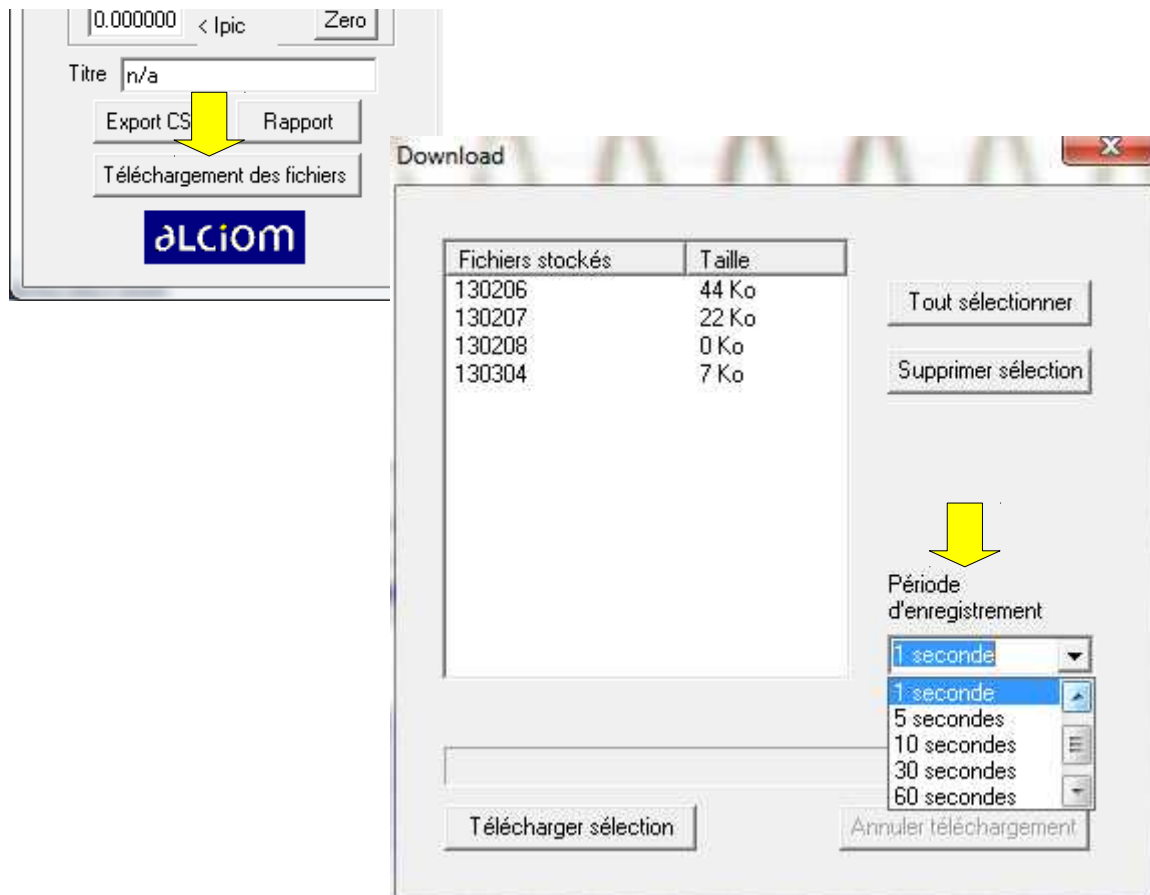 0.000000 < Ipic Zero
Titre n/a
Export CS Rapport
Téléchargement des fichiers
aLCiom
Download
Fichiers stockés Taille
130206 44 Ko
130207 22 Ko
130208 0 Ko
130304 7 Ko
Tout sélectionner
Supprimer sélection
Période
d'enregistrement
1 seconde
1 seconde
5 secondes
10 secondes
30 secondes
60 secondes
Télécharger sélection Annuler téléchargement